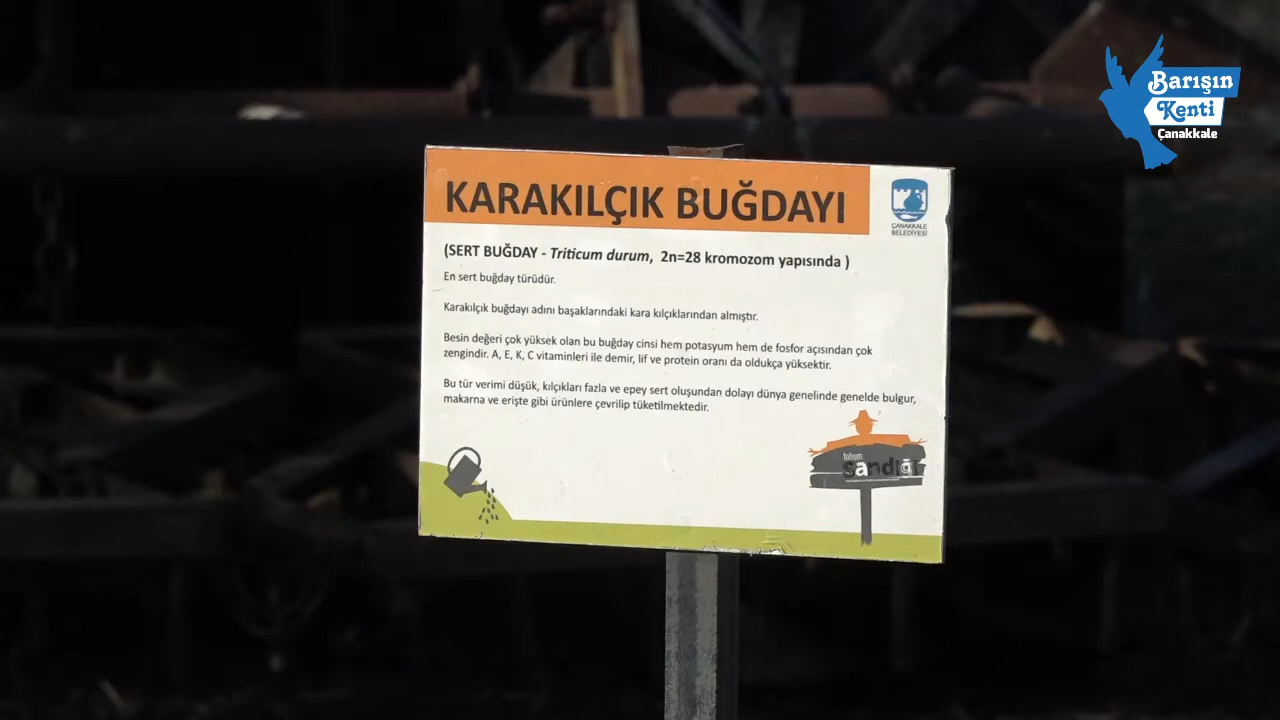 Barışın
Kenti
Çanakkale
KARAKILÇIK BUĞDAYI
ÇANAKKALE
BELEDİYESİ
(SERT BUĞDAY - Triticum durum, 2n=28 kromozom yapısında )
En sert buğday türüdür.
Karakılçık buğdayı adını başaklarındaki kara kılçıklarından almıştır.
Besin değeri çok yüksek olan bu buğday cinsi hem potasyum hem de fosfor açısından çok
zengindir. A, E, K, C vitaminleri ile demir, lif ve protein oranı da oldukça yüksektir.
Bu tür verimi düşük, kılçıkları fazla ve epey sert oluşundan dolayı dünya genelinde genelde bulgur,
makarna ve erişte gibi ürünlere çevrilip tüketilmektedir.
tohum
sandığı